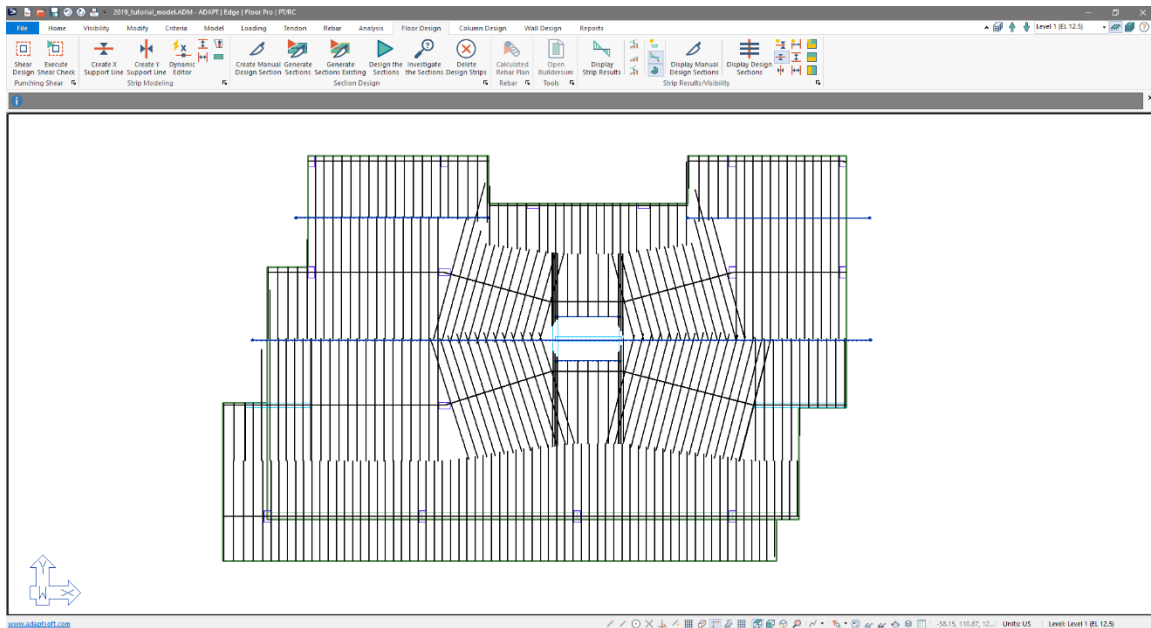 2019_tutorial_model.ADM - ADAPT | Edge | Floor Pro | PT/RC
File Home Visibility Modify Criteria Model Loading Tendon Rebar Analysis Floor Design Column Design Wall Design Reports Level 1 (EL 12.5)
Shear Execute Create X Create Y Dynamic Create Manual Generate Generate Design the Investigate Delete Calculated Open Display Display Manual Display Design
Design Shear Check Support Line Support Line Editor Design Section Sections Sections Existing Sections the Sections Design Strips Rebar Plan Buildersum Strip Results Design Sections Sections
Punching Shear Strip Modeling Section Design Rebar Tools Strip Results/Visibility
Y
W X
www.adaptsoft.com -38.15, 110.87, 12... Units: US Level: Level 1 (EL 12.5)